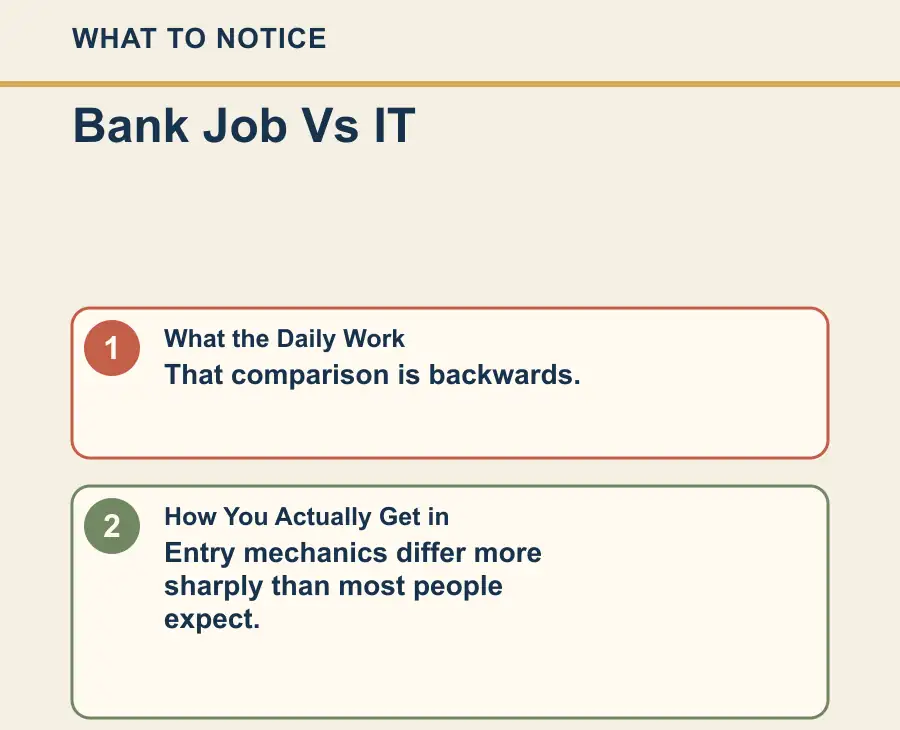 WHAT TO NOTICE
Bank Job Vs IT
1
What the Daily Work
That comparison is backwards.
2
How You Actually Get in
Entry mechanics differ more
sharply than most people
expect.